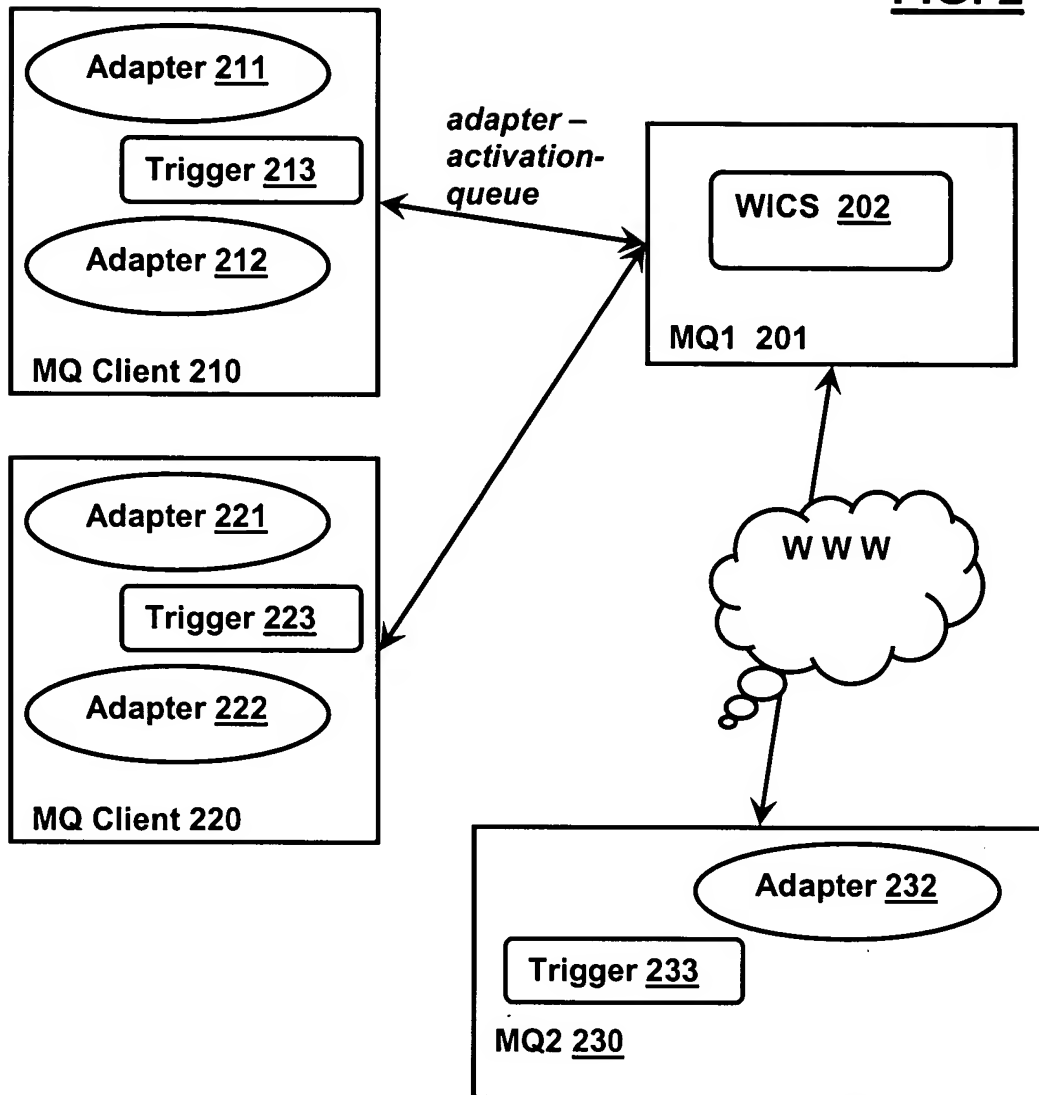 Adapter 211
Trigger 213
Adapter 212
MQ Client 210
adapter –
activation-
queue
WICS 202
MQ1 201
Adapter 221
Trigger 223
Adapter 222
MQ Client 220
W W W
Adapter 232
Trigger 233
MQ2 230